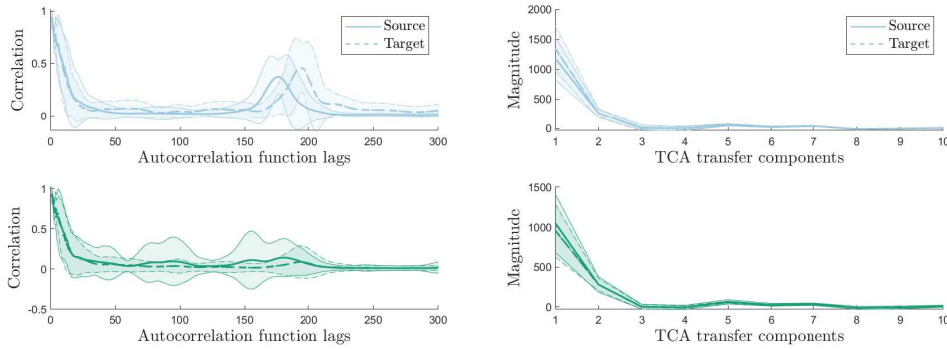 1
0.5
0
Correlation
0 50 100 150 200 250 300
Autocorrelation function lags
Source
Target
2000
1500
1000
500
0
Magnitude
1 2 3 4 5 6 7 8 9 10
TCA transfer components
Source
Target
1
0.5
0
-0.5
Correlation
0 50 100 150 200 250 300
Autocorrelation function lags
1500
1000
500
0
Magnitude
1 2 3 4 5 6 7 8 9 10
TCA transfer components